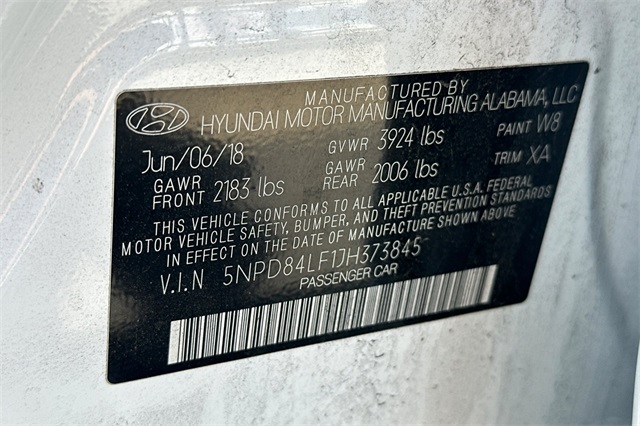 MANUFACTURED BY
HYUNDAI MOTOR MANUFACTURING ALABAMA, LLC
Jun/06/18 GVWR 3924 lbs PAINT W8
GAWR FRONT 2183 lbs GAWR REAR 2006 lbs TRIM XA
THIS VEHICLE CONFORMS TO ALL APPLICABLE U.S.A. FEDERAL
MOTOR VEHICLE SAFETY, BUMPER, AND THEFT PREVENTION STANDARDS
IN EFFECT ON THE DATE OF MANUFACTURE SHOWN ABOVE
V.I.N 5NPD84LF1JH373845
PASSENGER CAR